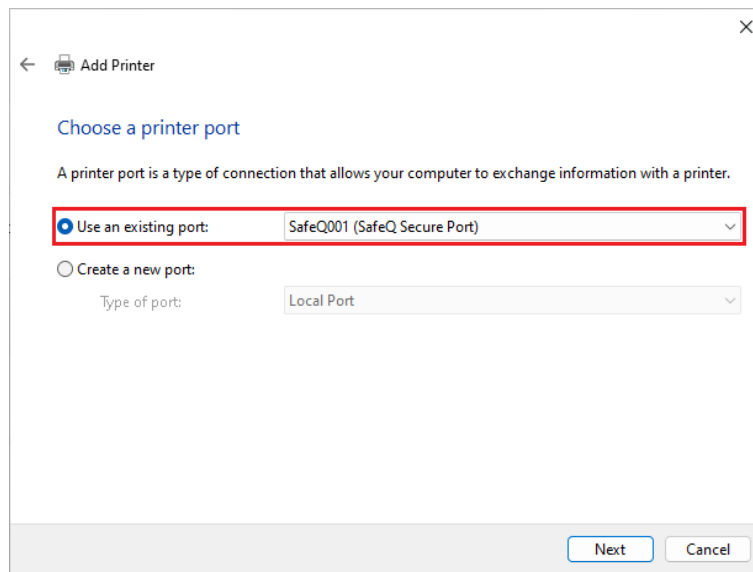 Add Printer
Choose a printer port
A printer port is a type of connection that allows your computer to exchange information with a printer.
Use an existing port: SafeQ001 (SafeQ Secure Port)
Create a new port:
Type of port: Local Port
Next Cancel